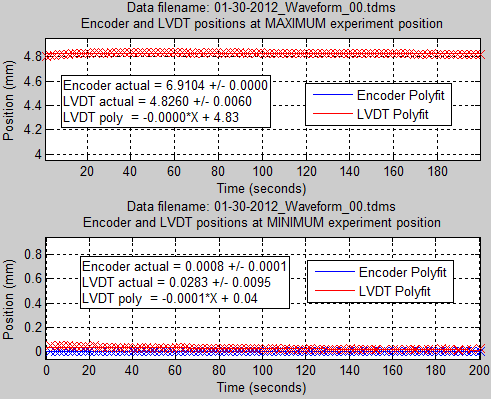 Data filename: 01-30-2012_Waveform_00.tdms
Encoder and LVDT positions at MAXIMUM experiment position
Position (mm)
4.8
4.6
4.4
4.2
4
Encoder actual = 6.9104 +/- 0.0000
LVDT actual = 4.8260 +/- 0.0060
LVDT poly = -0.0000*X + 4.83
Encoder Polyfit
LVDT Polyfit
20 40 60 80 100 120 140 160 180
Time (seconds)
Data filename: 01-30-2012_Waveform_00.tdms
Encoder and LVDT positions at MINIMUM experiment position
Position (mm)
0.8
0.6
0.4
0.2
0
Encoder actual = 0.0008 +/- 0.0001
LVDT actual = 0.0283 +/- 0.0095
LVDT poly = -0.0001*X + 0.04
Encoder Polyfit
LVDT Polyfit
0 20 40 60 80 100 120 140 160 180 200
Time (seconds)